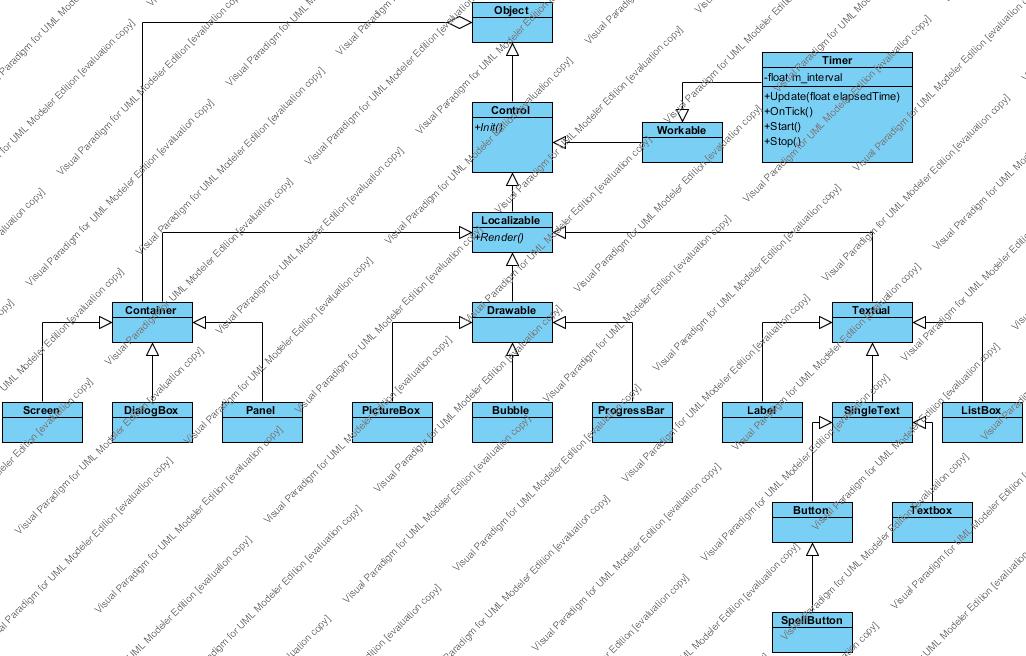 Object
Timer
-float m_interval
+Update(float elapsedTime)
+OnTick()
+Start()
+Stop()
Control
+Init()
Workable
Localizable
+Render()
Container
Drawable
Textual
Screen
DialogBox
Panel
PictureBox
Bubble
ProgressBar
Label
SingleText
ListBox
Button
Textbox
SpellButton
Visual Paradigm for UML Modeler Edition [evaluation copy]